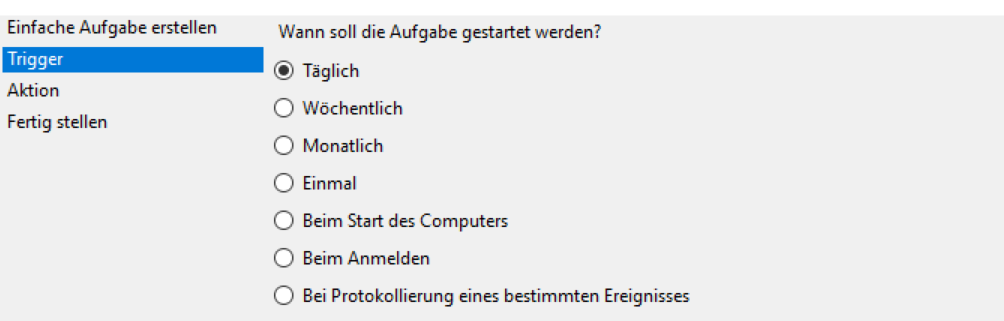 Einfache Aufgabe erstellen
Trigger
Aktion
Fertig stellen
Wann soll die Aufgabe gestartet werden?
Täglich
Wöchentlich
Monatlich
Einmal
Beim Start des Computers
Beim Anmelden
Bei Protokollierung eines bestimmten Ereignisses